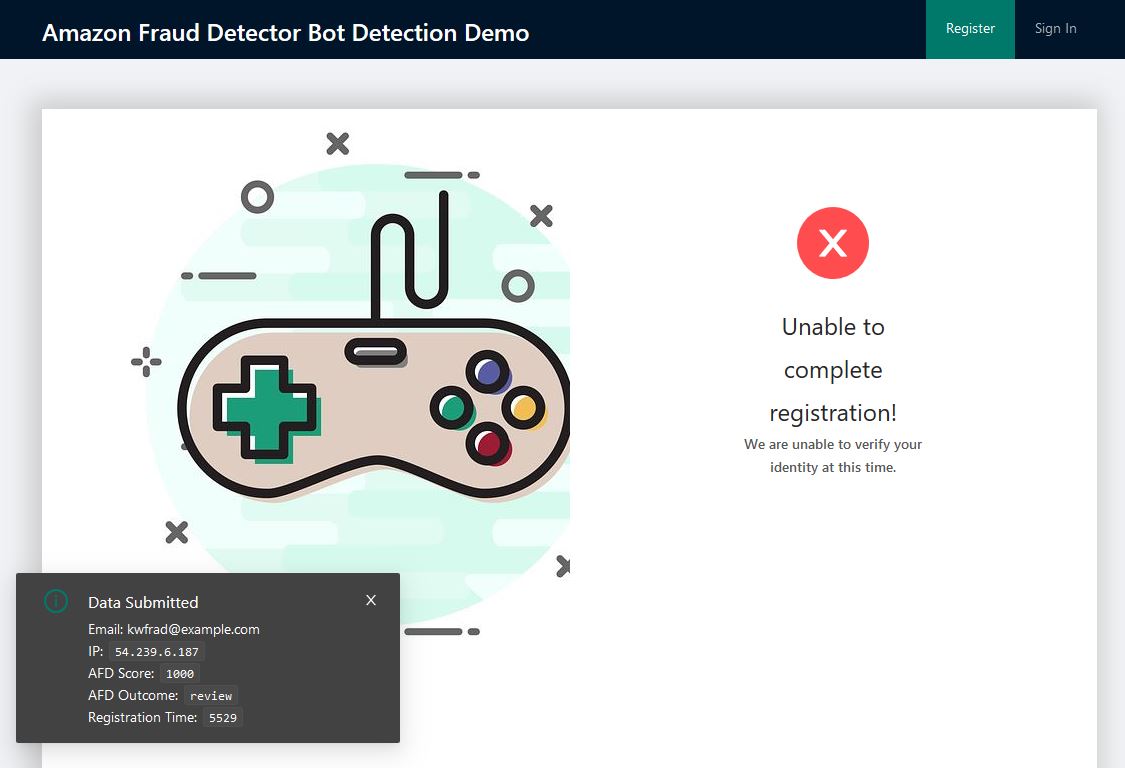 Amazon Fraud Detector Bot Detection Demo
Register
Sign In
Unable to
complete
registration!
We are unable to verify your
identity at this time.
Data Submitted
Email: kwfrad@example.com
IP: 54.239.6.187
AFD Score: 1000
AFD Outcome: review
Registration Time: 5529